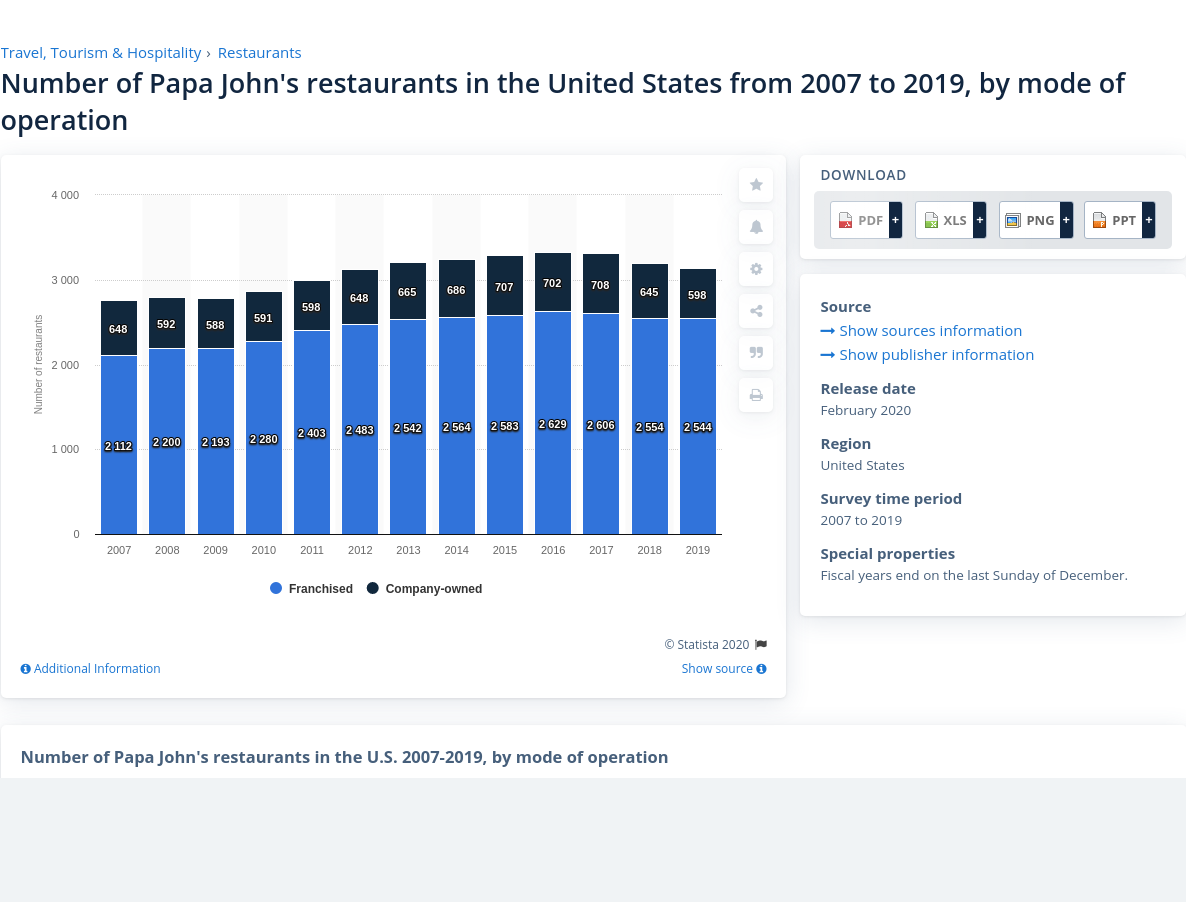 Travel, Tourism & Hospitality › Restaurants
Number of Papa John's restaurants in the United States from 2007 to 2019, by mode of
operation
DOWNLOAD
PDF + XLS + PNG + PPT +
Source
Show sources information
Show publisher information
Release date
February 2020
Region
United States
Survey time period
2007 to 2019
Special properties
Fiscal years end on the last Sunday of December.
Number of restaurants
4 000
3 000
2 000
1 000
0
648 592 588 591 598 648 665 686 707 702 708 645 598
2 112 2 200 2 193 2 280 2 403 2 483 2 542 2 564 2 583 2 629 2 606 2 554 2 544
2007 2008 2009 2010 2011 2012 2013 2014 2015 2016 2017 2018 2019
Franchised Company-owned
© Statista 2020
Additional Information Show source
Number of Papa John's restaurants in the U.S. 2007-2019, by mode of operation